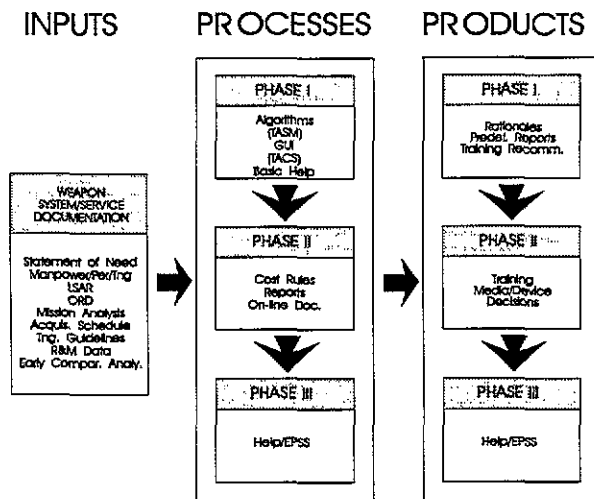 INPUTS
PROCESSES
PRODUCTS
WEAPON
SYSTEM/SERVICE
DOCUMENTATION
Statement of Need
Manpower/Per/Tng
LSAR
ORD
Mission Analysis
Acquis. Schedule
Tng. Guidelines
R&M Data
Early Compar. Analy.
PHASE I
Algorithms
(TASM)
GUI
(TACS)
Basic Help
PHASE II
Cost Rules
Reports
On-line Doc.
PHASE III
Help/EPSS
PHASE I.
Rationales
Predet. Reports
Training Recomm.
PHASE II
Training
Media/Device
Decisions
PHASE III
Help/EPSS